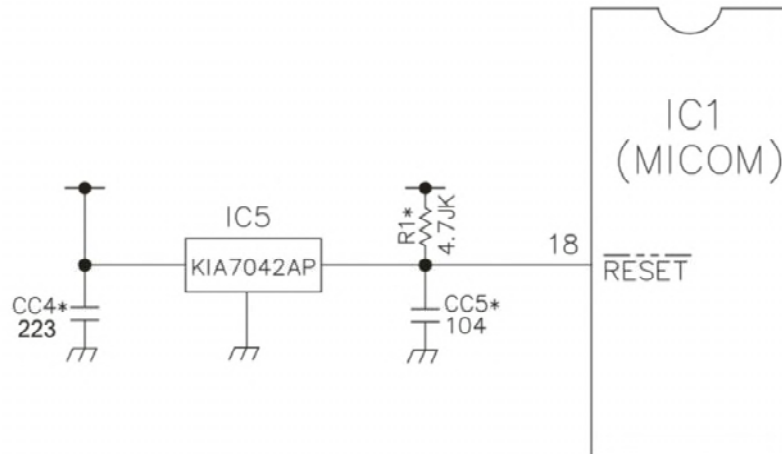 IC1
(MICOM)
IC5
KIA7042AP
R1*
4.7JK
18
RESET
CC4*
223
CC5*
104